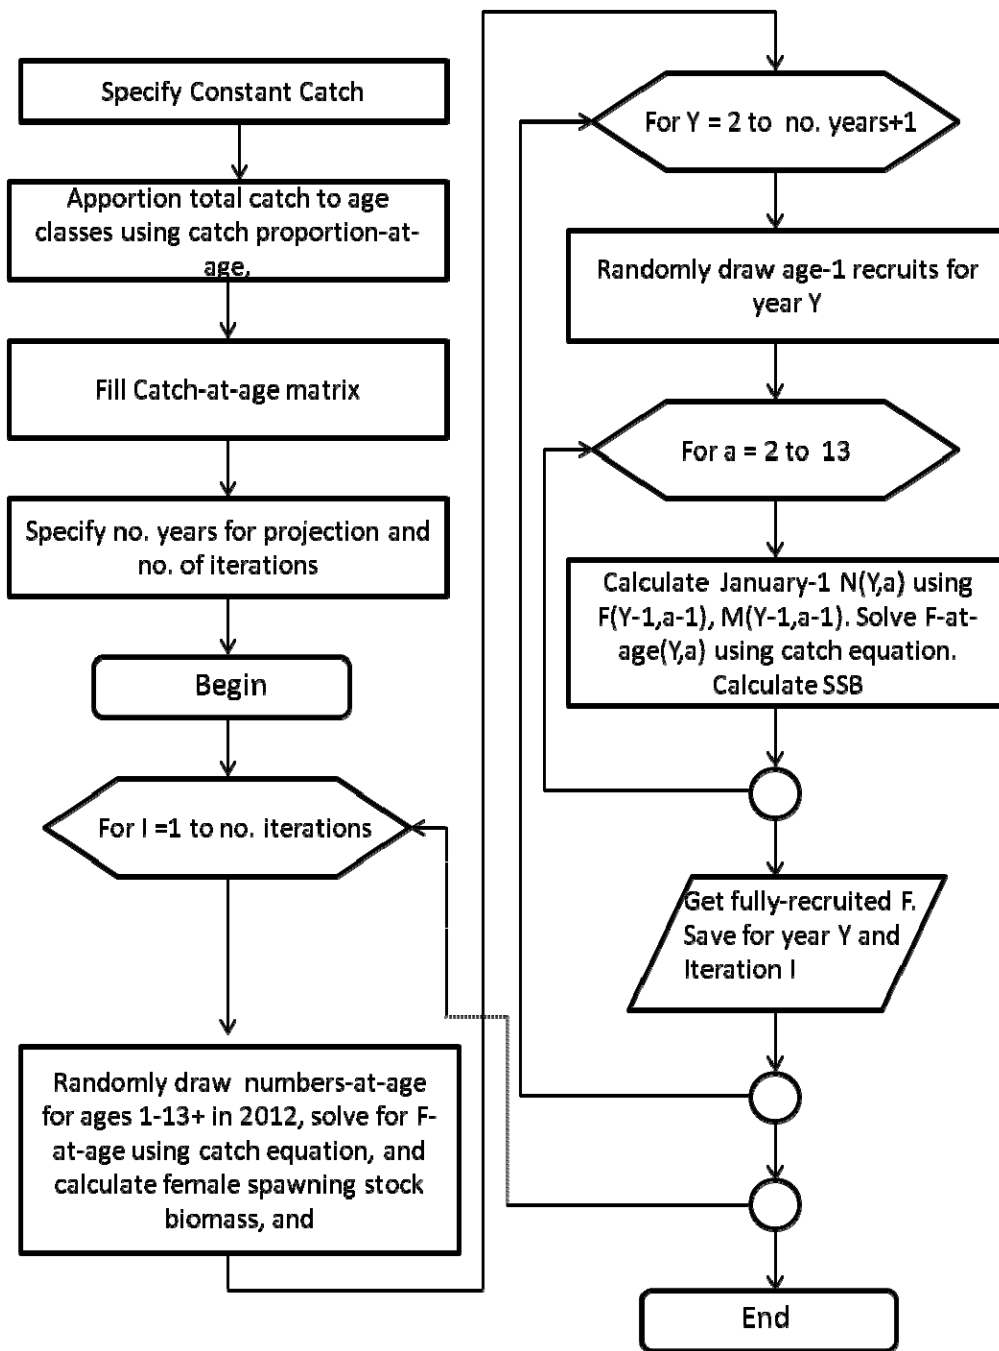 Specify Constant Catch
Apportion total catch to age
classes using catch proportion-at-
age,
Fill Catch-at-age matrix
Specify no. years for projection and
no. of iterations
Begin
For I =1 to no. iterations
Randomly draw numbers-at-age
for ages 1-13+ in 2012, solve for F-
at-age using catch equation, and
calculate female spawning stock
biomass, and
For Y = 2 to no. years+1
Randomly draw age-1 recruits for
year Y
For a = 2 to 13
Calculate January-1 N(Y,a) using
F(Y-1,a-1), M(Y-1,a-1). Solve F-at-
age(Y,a) using catch equation.
Calculate SSB
Get fully-recruited F.
Save for year Y and
Iteration I
End